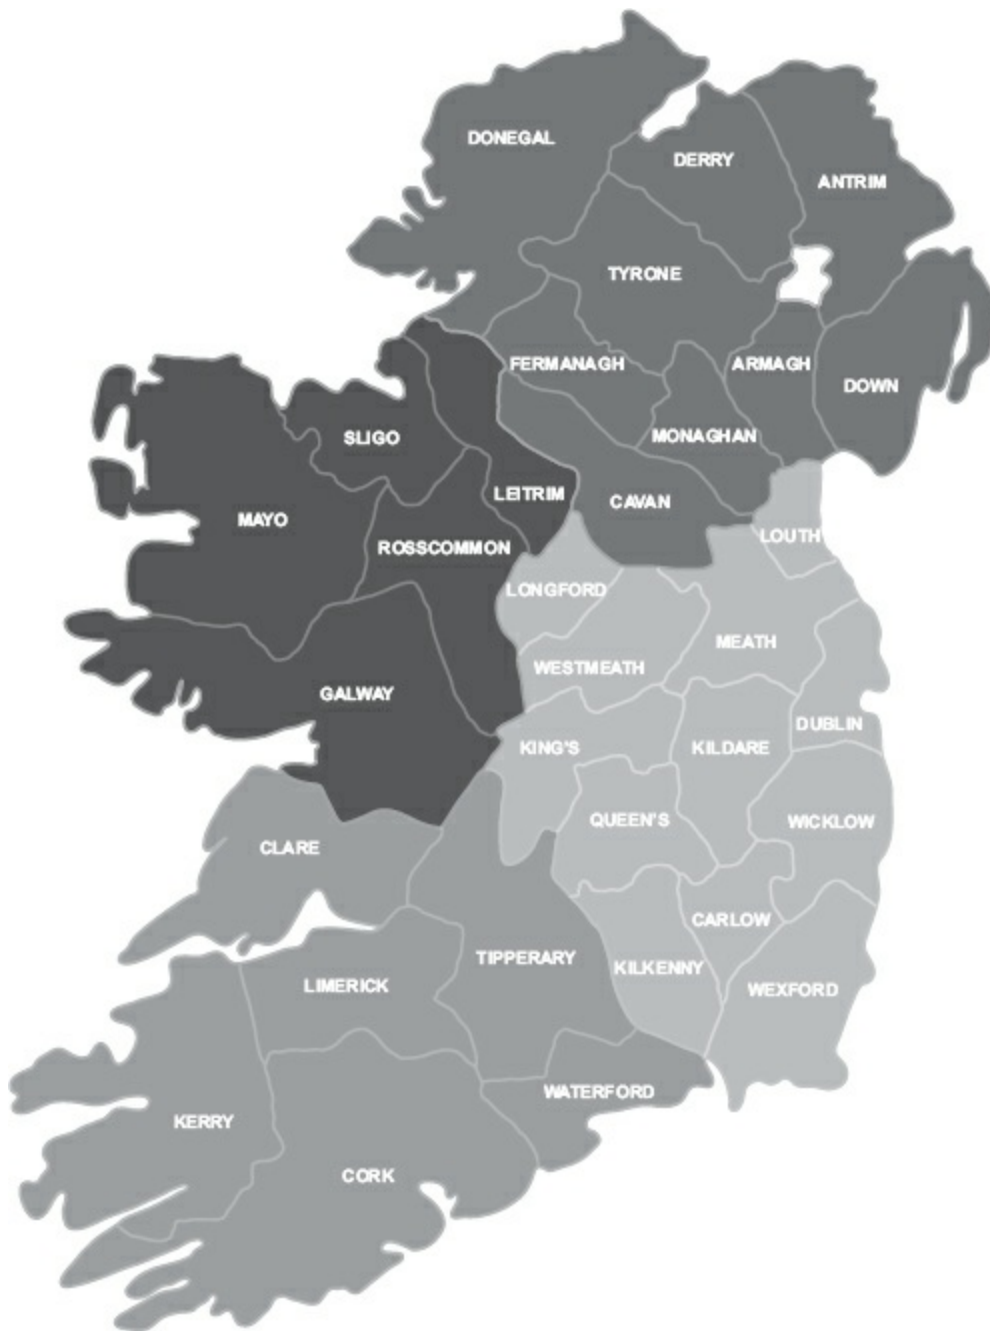 DONEGAL
DERRY
ANTRIM
TYRONE
FERMANAGH
ARMAGH
DOWN
MONAGHAN
SLIGO
LEITRIM
CAVAN
MAYO
LOUTH
ROSSCOMMON
LONGFORD
MEATH
WESTMEATH
GALWAY
DUBLIN
KING'S
KILDARE
QUEEN'S
WICKLOW
CLARE
CARLOW
TIPPERARY
KILKENNY
LIMERICK
WEXFORD
WATERFORD
KERRY
CORK